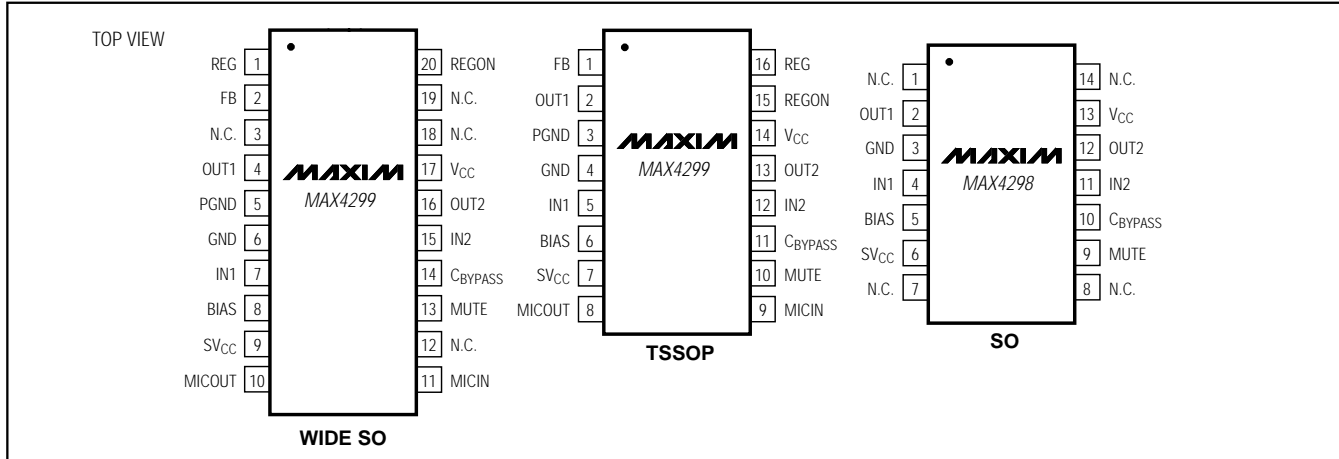 TOP VIEW
REG 1
FB 2
N.C. 3
OUT1 4
PGND 5
GND 6
IN1 7
BIAS 8
SVCC 9
MICOUT 10
MAXIM
MAX4299
20 REGON
19 N.C.
18 N.C.
17 VCC
16 OUT2
15 IN2
14 CBYPASS
13 MUTE
12 N.C.
11 MICIN
WIDE SO
FB 1
OUT1 2
PGND 3
GND 4
IN1 5
BIAS 6
SVCC 7
MICOUT 8
MAXIM
MAX4299
16 REG
15 REGON
14 VCC
13 OUT2
12 IN2
11 CBYPASS
10 MUTE
9 MICIN
TSSOP
N.C. 1
OUT1 2
GND 3
IN1 4
BIAS 5
SVCC 6
N.C. 7
MAXIM
MAX4298
14 N.C.
13 VCC
12 OUT2
11 IN2
10 CBYPASS
9 MUTE
8 N.C.
SO